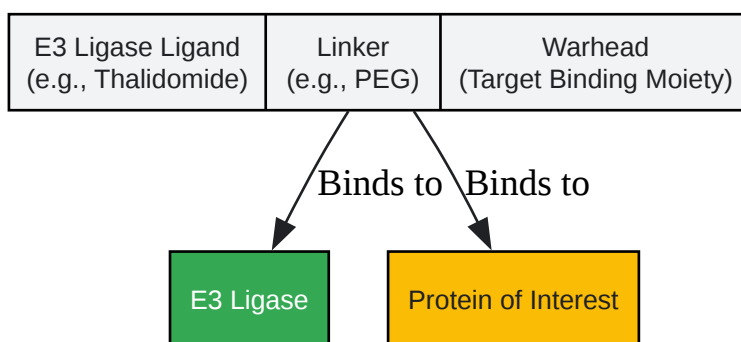 E3 Ligase Ligand
(e.g., Thalidomide)
Linker
(e.g., PEG)
Warhead
(Target Binding Moiety)
Binds to
Binds to
E3 Ligase
Protein of Interest